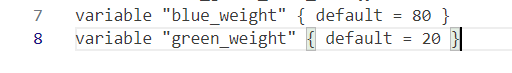 7 variable "blue_weight" { default = 80 }
8 variable "green_weight" { default = 20 }